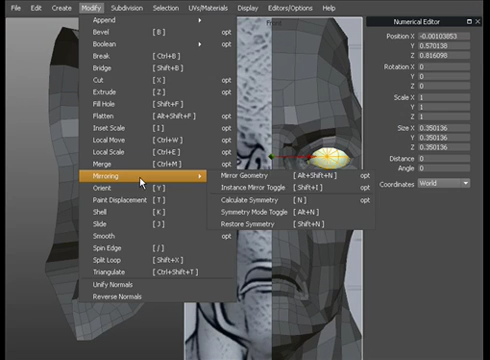 File Edit Create Modify Subdivision Selection UVs/Materials Display Editors/Options Help
Append
Bevel [ B ] opt
Boolean
Break [ Ctrl+B ]
Bridge [ Shift+B ]
Cut [ X ] opt
Extrude [ Z ] opt
Fill Hole [ Shift+F ]
Flatten [ Alt+Shift+F ] opt
Inset Scale [ I ] opt
Local Move [ Ctrl+W ] opt
Local Scale [ Ctrl+E ] opt
Merge [ Ctrl+M ] opt
Mirroring
Orient [ Y ]
Paint Displacement [ T ]
Shell [ K ]
Slide [ J ]
Smooth opt
Spin Edge [ / ]
Split Loop [ Shift+X ]
Triangulate [ Ctrl+Shift+T ]
Unify Normals
Reverse Normals
Mirror Geometry [ Alt+Shift+N ] opt
Instance Mirror Toggle [ Shift+I ] opt
Calculate Symmetry [ N ] opt
Symmetry Mode Toggle [ Alt+N ]
Restore Symmetry [ Shift+N ]
Front
Numerical Editor
Position X -0.00103853
Y 0.570138
Z 0.816098
Rotation X 0
Y 0
Z 0
Scale X 1
Y 1
Z 1
Size X 0.350136
Y 0.350136
Z 0.350136
Distance 0
Angle 0
Coordinates World